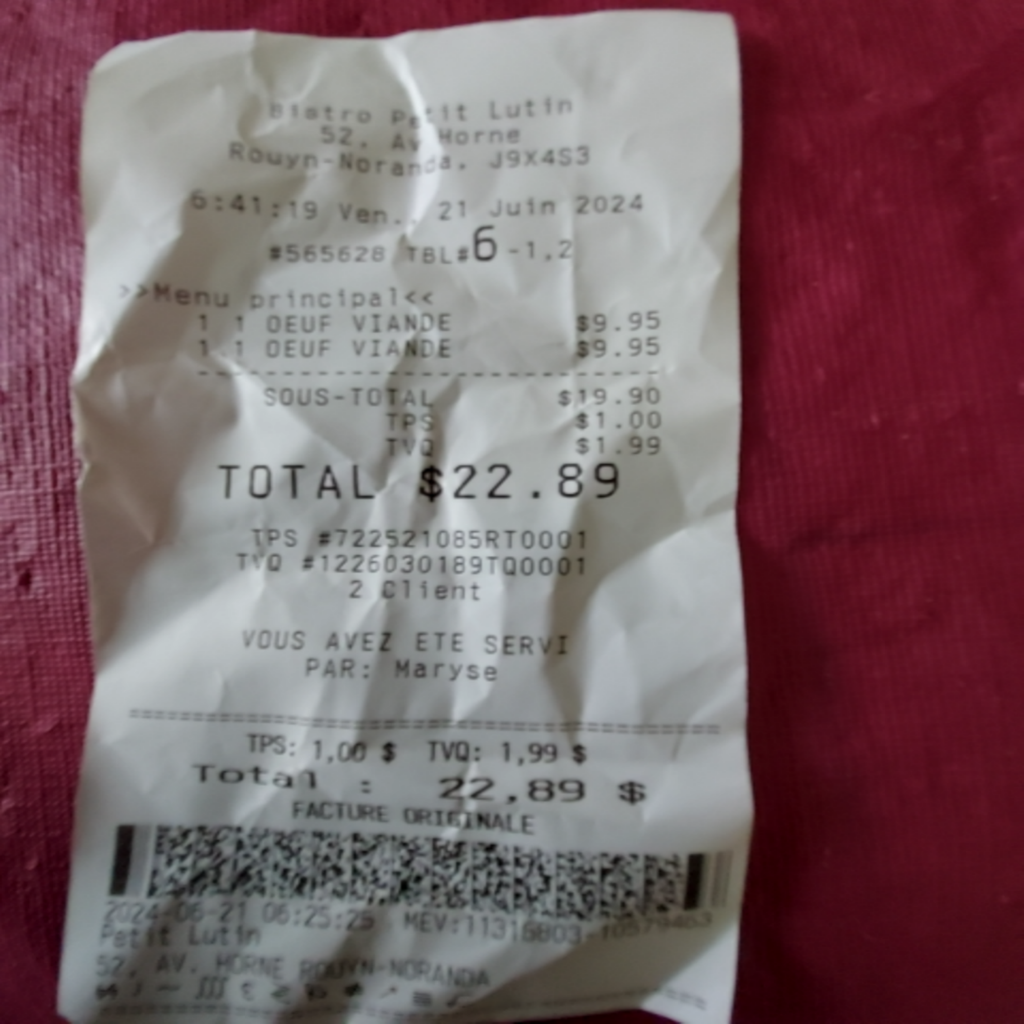 Bistro Petit Lutin
52, Av Horne
Rouyn-Noranda, J9X4S3
6:41:19 Ven., 21 Juin 2024
#565628 TBL#6-1,2
>>Menu principal<<
1 1 OEUF VIANDE $9.95
1 1 OEUF VIANDE $9.95
SOUS-TOTAL $19.90
TPS $1.00
TVQ $1.99
TOTAL $22.89
TPS #722521085RT0001
TVQ #1226030189TQ0001
2 Client
VOUS AVEZ ETE SERVI
PAR: Maryse
TPS: 1,00 $ TVQ: 1,99 $
Total : 22,89 $
FACTURE ORIGINALE
2024-06-21 06:25:25
Petit Lutin
52, AV. HORNE ROUYN-NORANDA